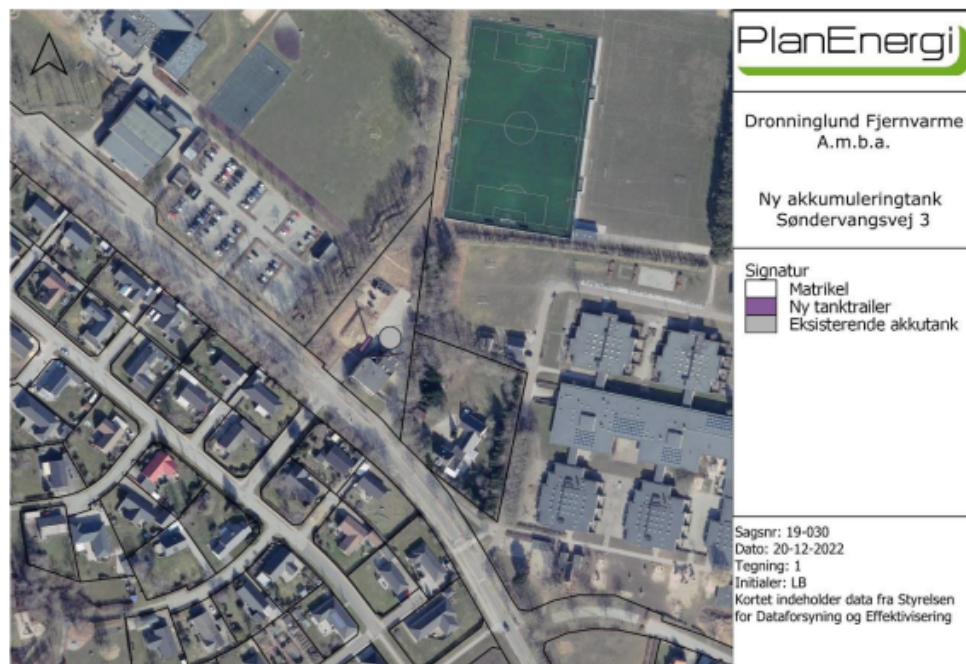 PlanEnergi
Dronninglund Fjernvarme
A.m.b.a.
Ny akkumuleringtank
Søndervangsvej 3
Signatur
Matrikel
Ny tanktrailer
Eksisterende akkutank
Sagsnr: 19-030
Dato: 20-12-2022
Tegning: 1
Initialer: LB
Kortet indeholder data fra Styrelsen
for Dataforsyning og Effektivisering